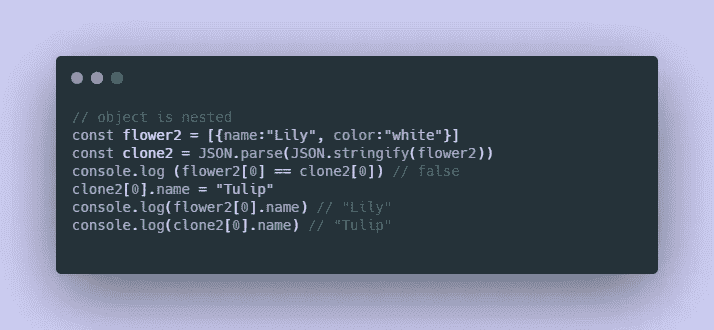 // object is nested
const flower2 = [{name:"Lily", color:"white"}]
const clone2 = JSON.parse(JSON.stringify(flower2))
console.log (flower2[0] == clone2[0]) // false
clone2[0].name = "Tulip"
console.log(flower2[0].name) // "Lily"
console.log(clone2[0].name) // "Tulip"